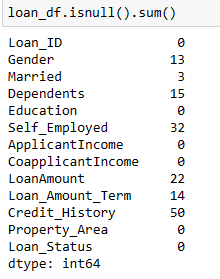 loan_df.isnull().sum()
Loan_ID 0
Gender 13
Married 3
Dependents 15
Education 0
Self_Employed 32
ApplicantIncome 0
CoapplicantIncome 0
LoanAmount 22
Loan_Amount_Term 14
Credit_History 50
Property_Area 0
Loan_Status 0
dtype: int64